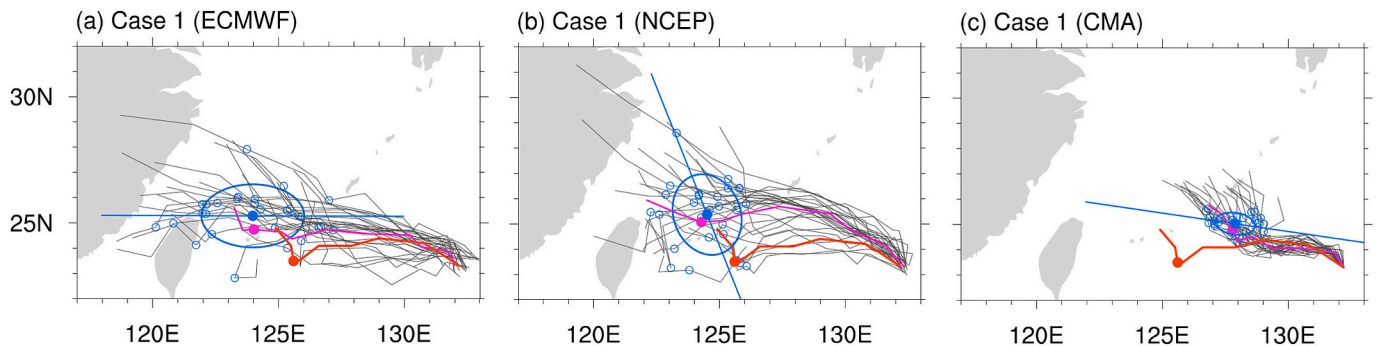 (a) Case 1 (ECMWF)
(b) Case 1 (NCEP)
(c) Case 1 (CMA)
30N
25N
120E 125E 130E
120E 125E 130E
120E 125E 130E